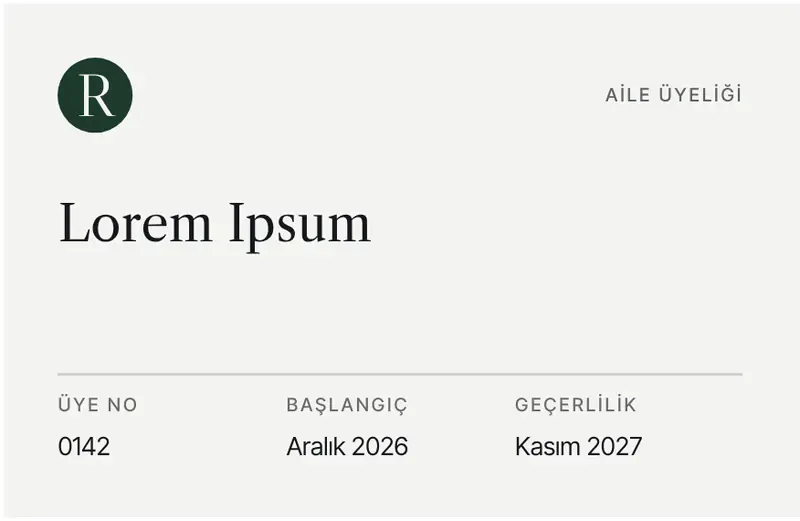 R
AİLE ÜYELİĞİ
Lorem Ipsum
ÜYE NO
BAŞLANGIÇ
GEÇERLİLİK
0142
Aralık 2026
Kasım 2027